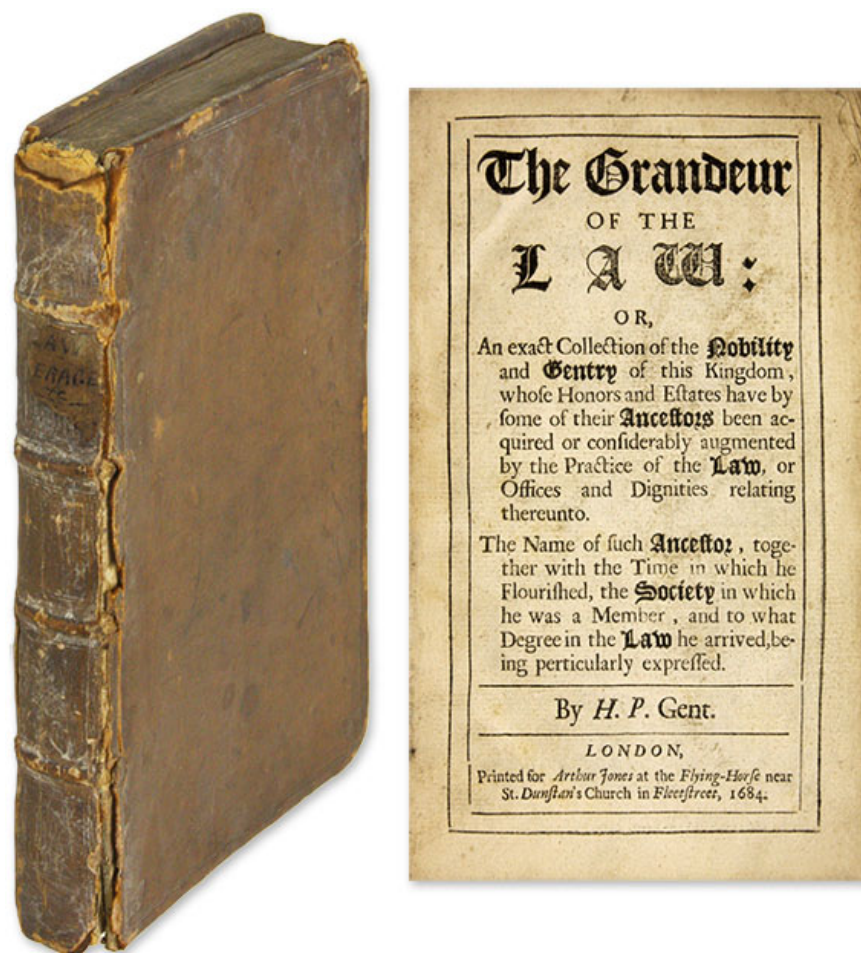 LAW
ERAGE
The Grandeur
OF THE
LAW:
OR,
An exact Collection of the Nobility
and Gentry of this Kingdom,
whoſe Honors and Eſtates have by
ſome of their Anceſtors been ac-
quired or conſiderably augmented
by the Practice of the Law, or
Offices and Dignities relating
thereunto.
The Name of ſuch Anceſtor, toge-
ther with the Time in which he
Flouriſhed, the Society in which
he was a Member, and to what
Degree in the Law he arrived, be-
ing perticularly expreſſed.
By H. P. Gent.
LONDON,
Printed for Arthur Jones at the Flying-Horſe near
St. Dunſtan's Church in Fleetſtreet, 1684.